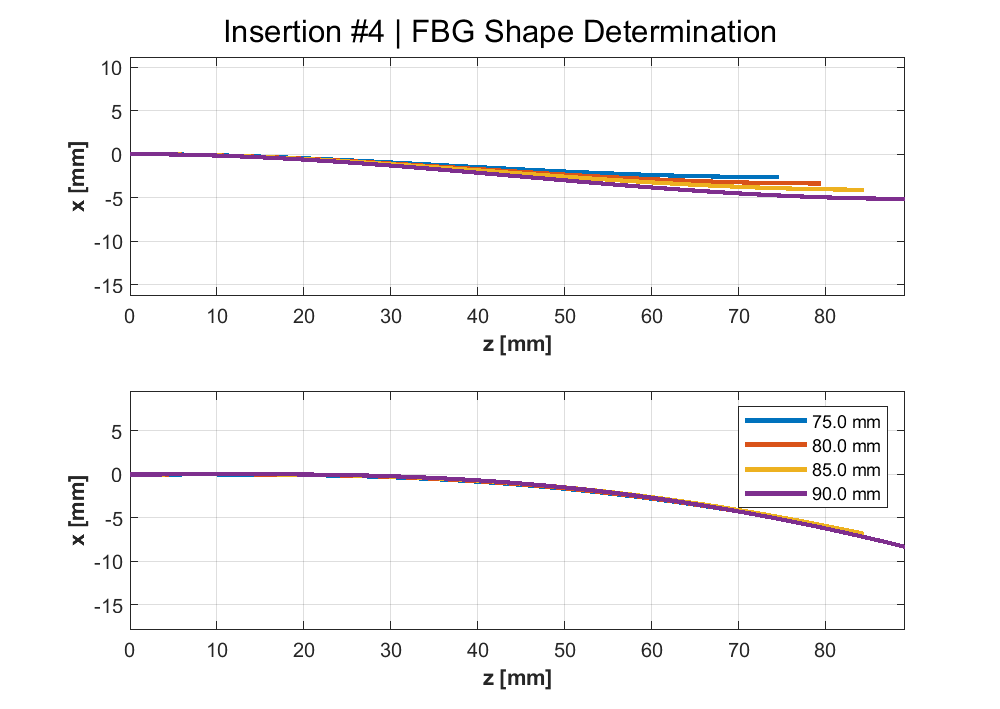 Insertion #4 | FBG Shape Determination
10
5
0
-5
-10
-15
x [mm]
0 10 20 30 40 50 60 70 80
z [mm]
5
0
-5
-10
-15
x [mm]
75.0 mm
80.0 mm
85.0 mm
90.0 mm
0 10 20 30 40 50 60 70 80
z [mm]